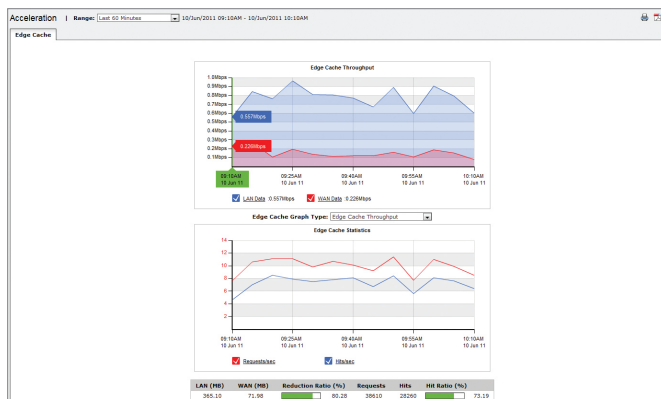 Acceleration | Range: Last 60 Minutes 10/Jun/2011 09:10AM - 10/Jun/2011 10:10AM
Edge Cache
Edge Cache Throughput
1.0Mbps
0.9Mbps
0.8Mbps
0.7Mbps
0.6Mbps
0.557Mbps
0.5Mbps
0.4Mbps
0.3Mbps
0.2Mbps
0.226Mbps
0.1Mbps
09:10AM 09:25AM 09:40AM 09:55AM 10:10AM
10 Jun 11 10 Jun 11 10 Jun 11 10 Jun 11 10 Jun 11
LAN Data :0.557Mbps WAN Data :0.226Mbps
Edge Cache Graph Type: Edge Cache Throughput
Edge Cache Statistics
14
12
10
8
6
4
2
09:10AM 09:25AM 09:40AM 09:55AM 10:10AM
10 Jun 11 10 Jun 11 10 Jun 11 10 Jun 11 10 Jun 11
Requests/sec Hits/sec
LAN (MB) WAN (MB) Reduction Ratio (%) Requests Hits Hit Ratio (%)
365.10 71.98 80.28 38610 28260 73.19